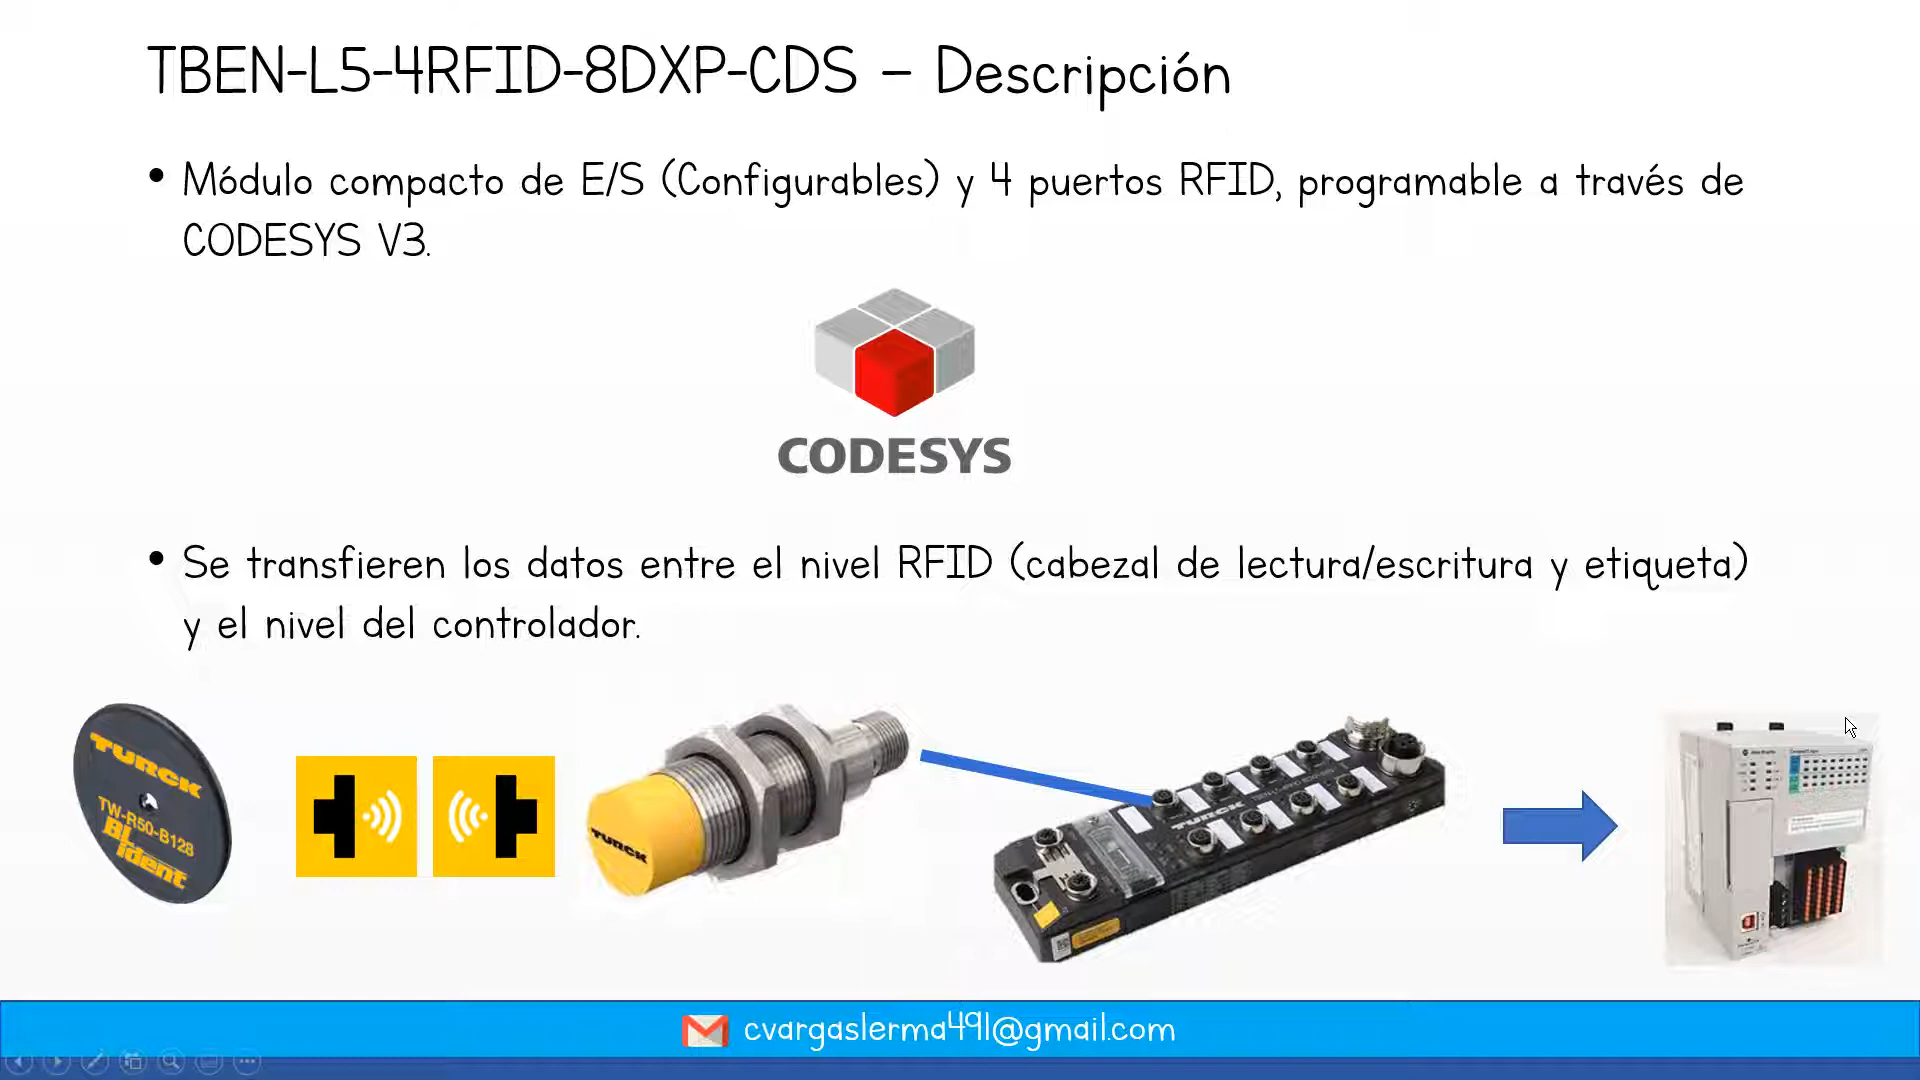 TBEN-L5-4RFID-8DXP-CDS – Descripción
• Módulo compacto de E/S (Configurables) y 4 puertos RFID, programable a través de
CODESYS V3.
CODESYS
• Se transfieren los datos entre el nivel RFID (cabezal de lectura/escritura y etiqueta)
y el nivel del controlador.
TURCK
TW-R50-B128
BL
ident
TURCK
TURCK
cvargaslerma491@gmail.com